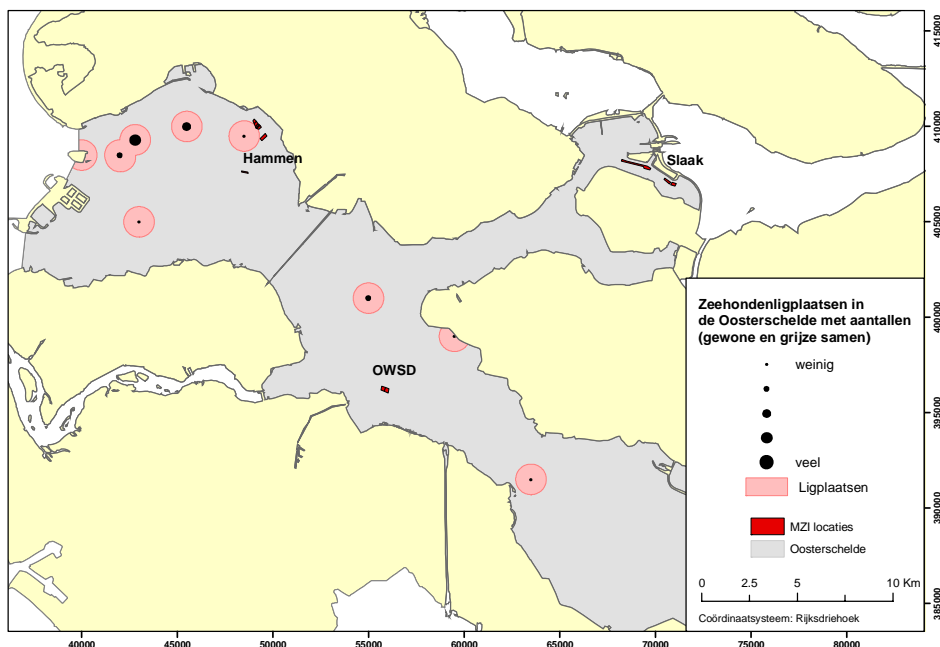 415000
410000
405000
400000
395000
390000
385000
Hammen
Slaak
OWSD
Zeehondenligplaatsen in
de Oosterschelde met aantallen
(gewone en grijze samen)
weinig
veel
Ligplaatsen
MZI locaties
Oosterschelde
0 2.5 5 10 Km
Coördinaatsysteem: Rijksdriehoek
40000 45000 50000 55000 60000 65000 70000 75000 80000